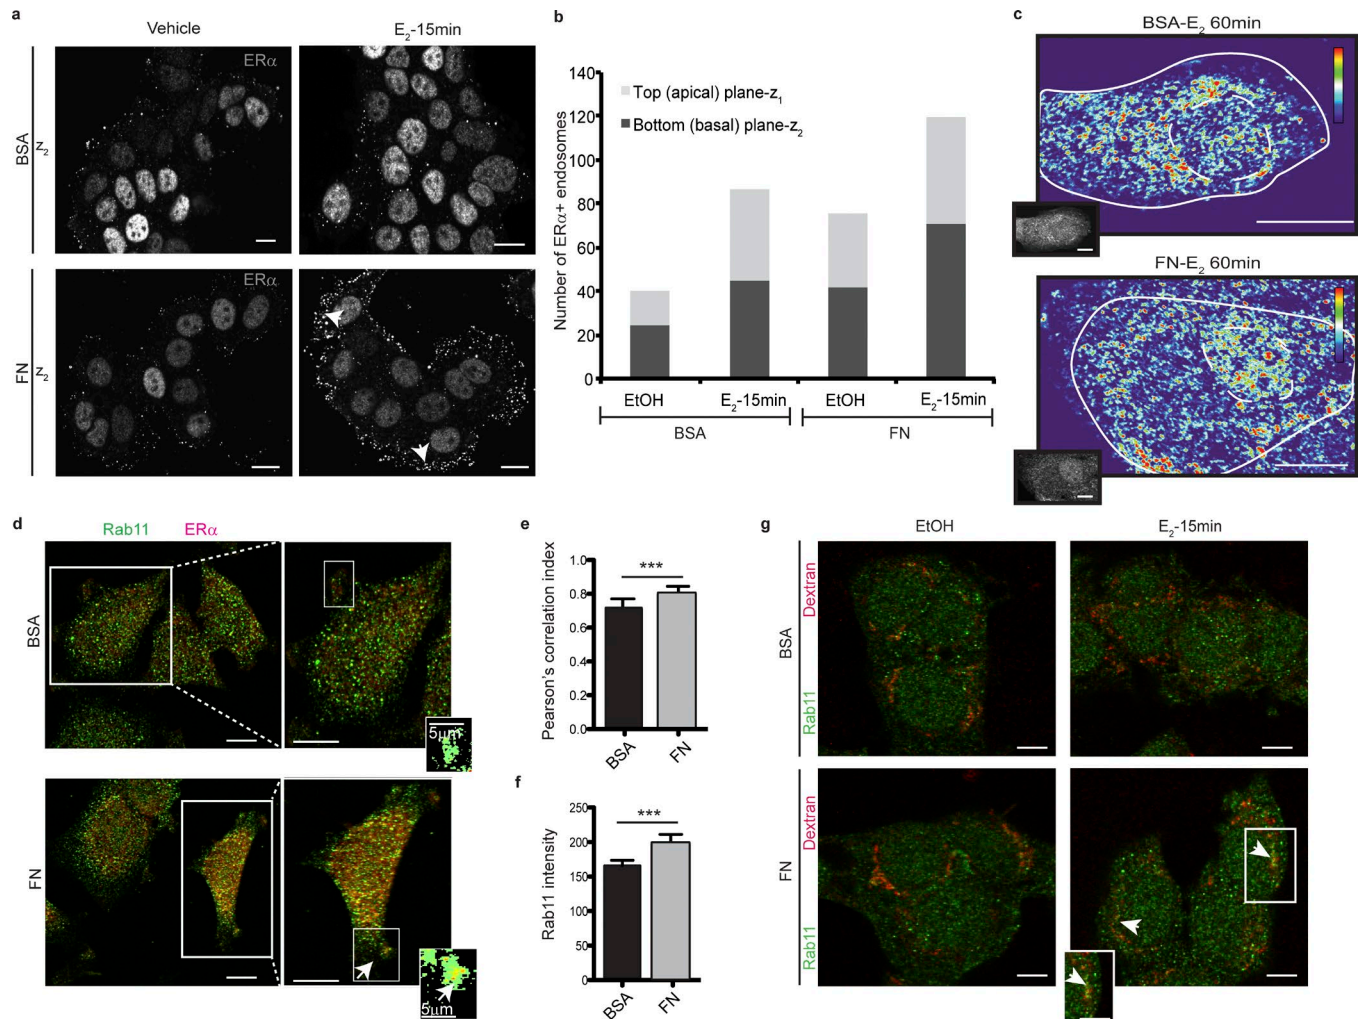 a
Vehicle
E₂-15min
BSA
z₂
ERα
FN
z₂
ERα
b
Number of ERα+ endosomes
140
120
100
80
60
40
20
0
Top (apical) plane-z₁
Bottom (basal) plane-z₂
EtOH
E₂-15min
EtOH
E₂-15min
BSA
FN
c
BSA-E₂ 60min
FN-E₂ 60min
d
Rab11 ERα
BSA
5µm
FN
5µm
e
Pearson's correlation index
1.0
0.8
0.6
0.4
0.2
0.0
***
BSA
FN
f
Rab11 intensity
250
200
150
100
50
0
***
BSA
FN
g
EtOH
E₂-15min
BSA
Rab11 Dextran
FN
Rab11 Dextran